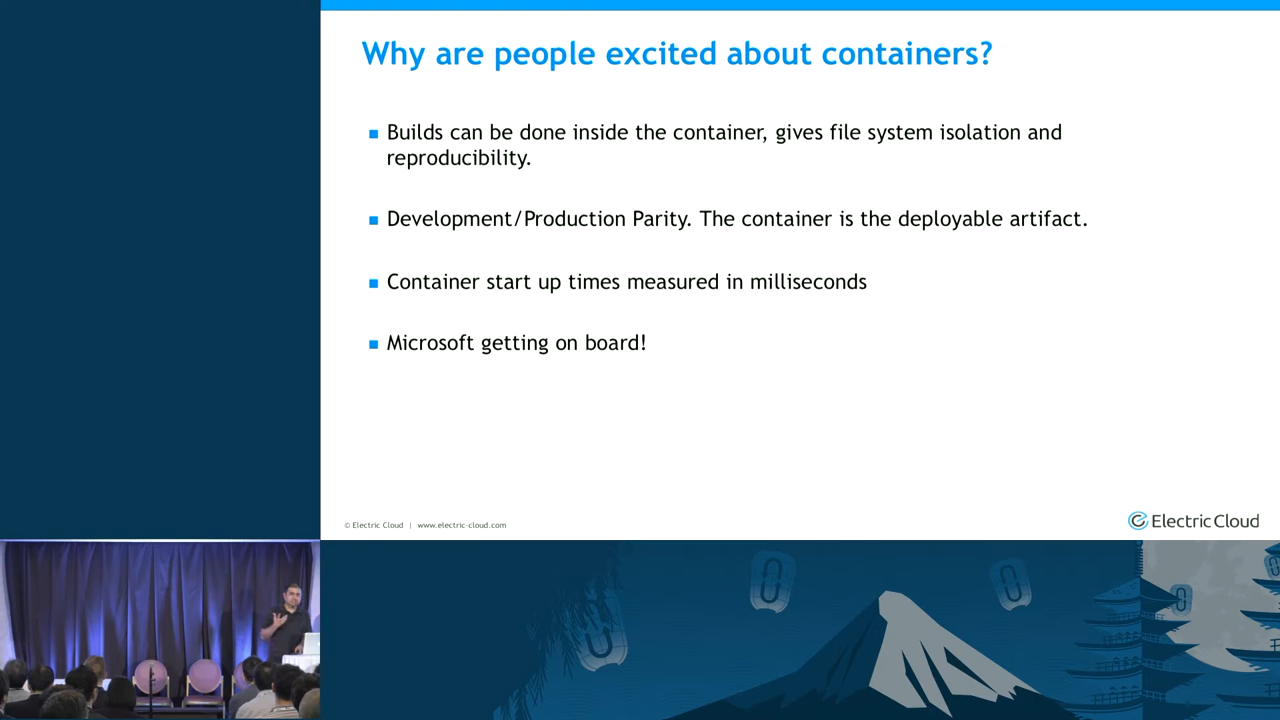 Why are people excited about containers?
Builds can be done inside the container, gives file system isolation and
reproducibility.
Development/Production Parity. The container is the deployable artifact.
Container start up times measured in milliseconds
Microsoft getting on board!
© Electric Cloud | www.electric-cloud.com
Electric Cloud